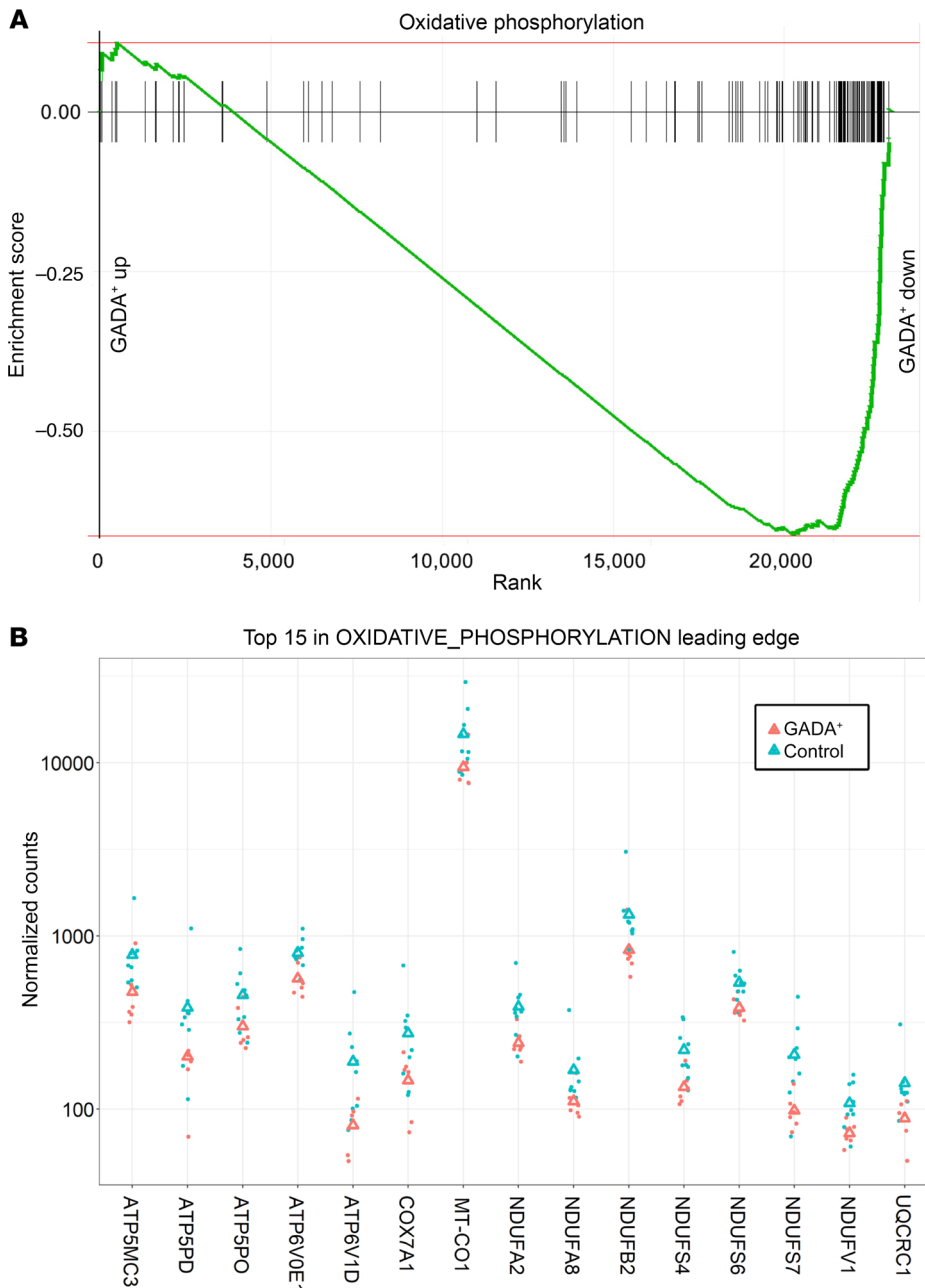 A
Oxidative phosphorylation
0.00
–0.25
–0.50
Enrichment score
GADA⁺ up
GADA⁺ down
0 5,000 10,000 15,000 20,000
Rank
B
Top 15 in OXIDATIVE_PHOSPHORYLATION leading edge
GADA⁺
Control
10000
1000
100
Normalized counts
ATP5MC3
ATP5PD
ATP5PO
ATP6V0E
ATP6V1D
COX7A1
MT-CO1
NDUFA2
NDUFA8
NDUFB2
NDUFS4
NDUFS6
NDUFS7
NDUFV1
UQCRC1